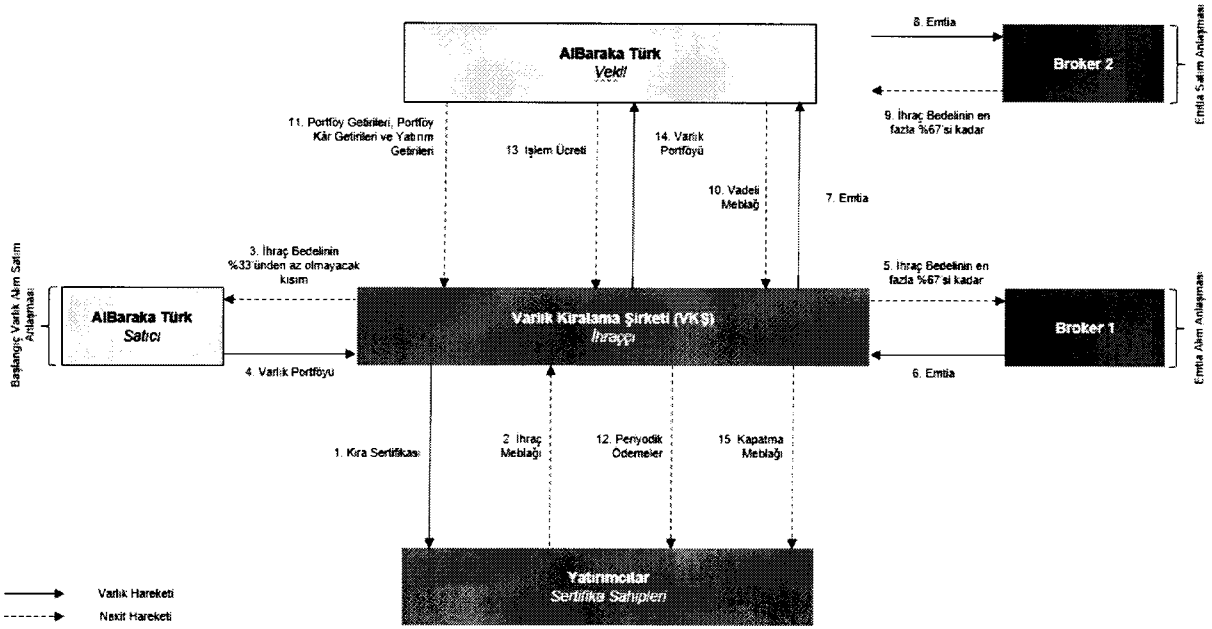 8. Emtia
AlBaraka Türk
Vekil
Broker 2
Emtia Satım Anlaşması
9. İhraç Bedelinin en
fazla %67'si kadar
11. Portföy Getirileri, Portföy
Kâr Getirileri ve Yatırım
Getirileri
13. İşlem Ücreti
14. Varlık
Portföyü
10. Vadeli
Meblağ
7. Emtia
3. İhraç Bedelinin
%33'ünden az olmayacak
kısım
5. İhraç Bedelinin en
fazla %67'si kadar
Başlangıç Varlık Alım Satım
Anlaşması
AlBaraka Türk
Satıcı
Varlık Kiralama Şirketi (VKŞ)
İhraççı
Broker 1
Emtia Alım Anlaşması
4. Varlık Portföyü
6. Emtia
1. Kira Sertifikası
2. İhraç
Meblağı
12. Periyodik
Ödemeler
15. Kapatma
Meblağı
Yatırımcılar
Sertifika Sahipleri
Varlık Hareketi
Nakit Hareketi